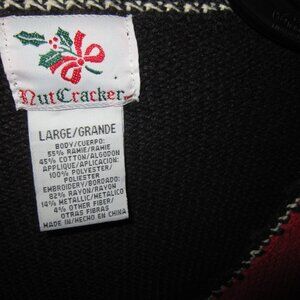 NutCracker
LARGE/GRANDE
BODY/CUERPO:
55% RAMIE/RAMIE
45% COTTON/ALGODON
APPLIQUE/APLICACION:
100% POLYESTER/
POLIESTER
EMBROIDERY/BORDADO:
82% RAYON/RAYON
14% METALLIC/METALICO
4% OTHER FIBER/
OTRAS FIBRAS
MADE IN/HECHO EN CHINA